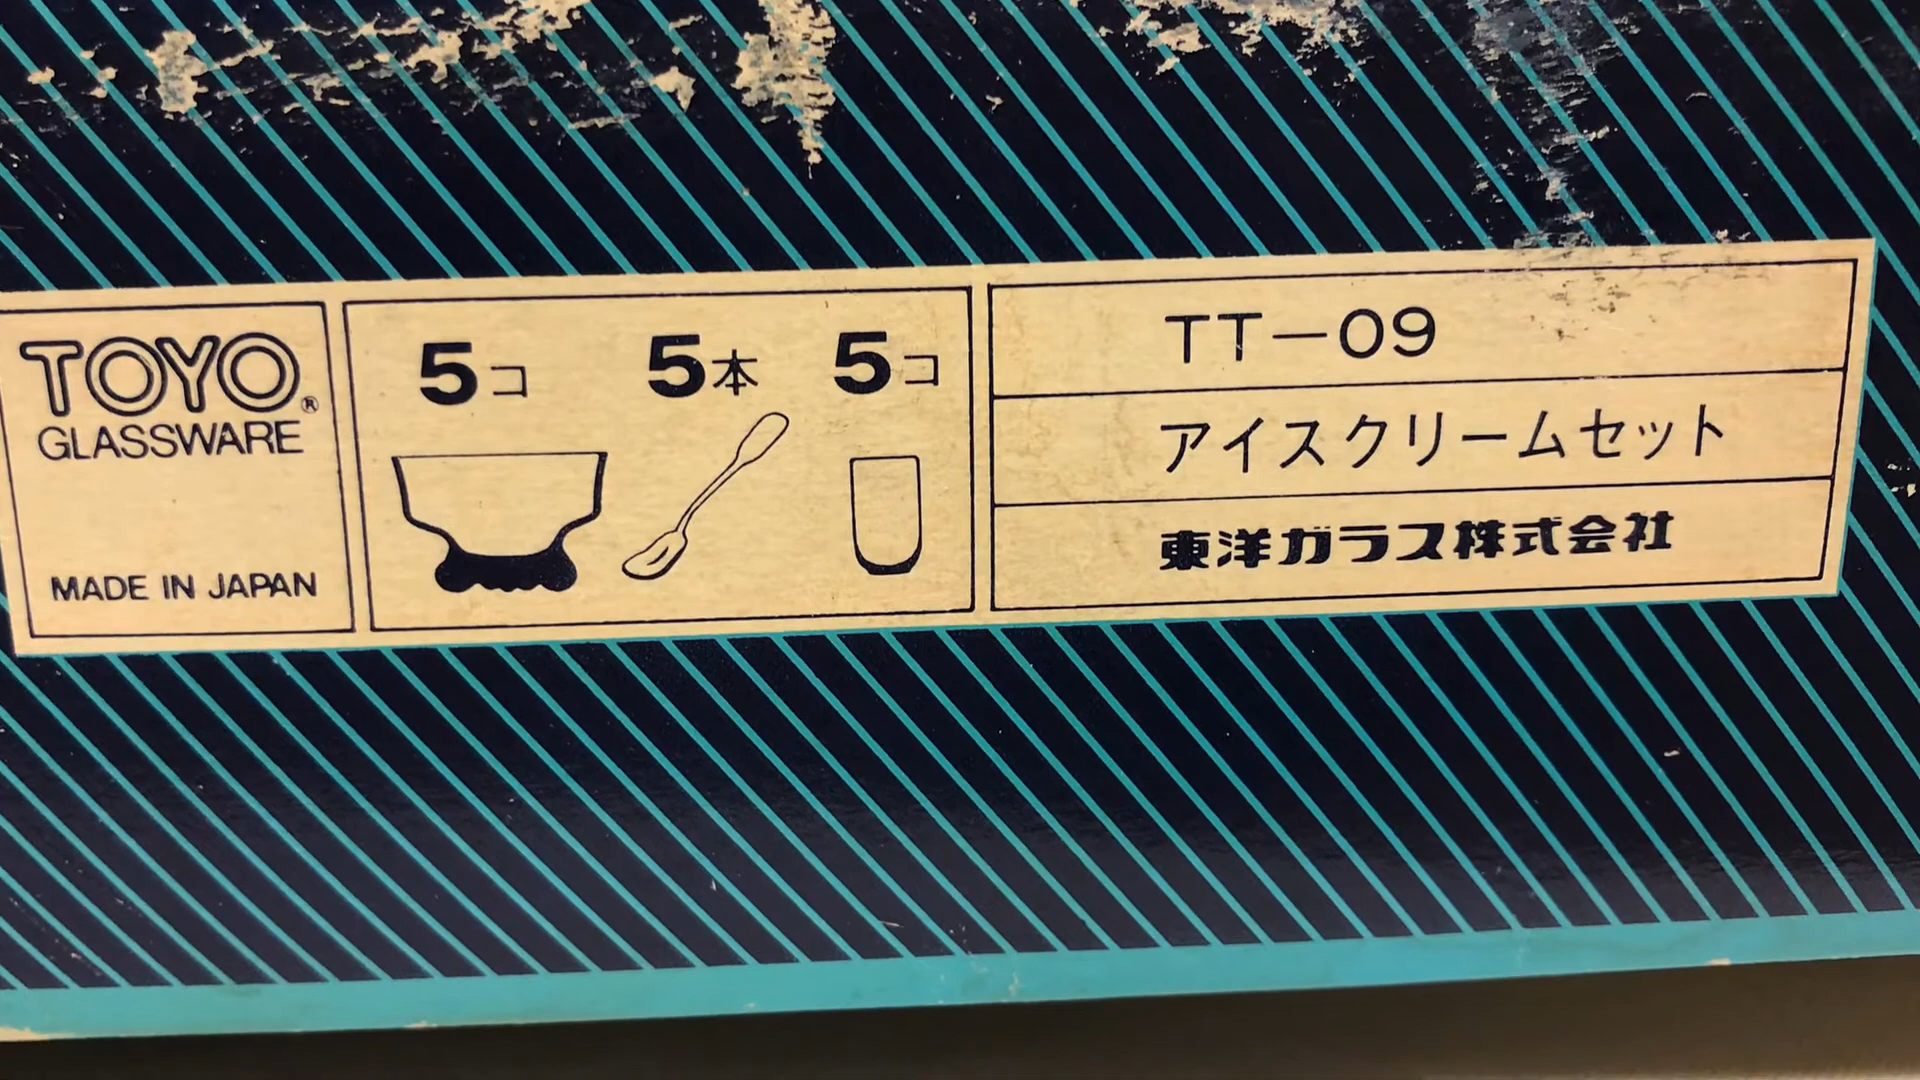 TOYO®
GLASSWARE
MADE IN JAPAN
5コ 5本 5コ
TT-09
アイスクリームセット
東洋ガラス株式会社